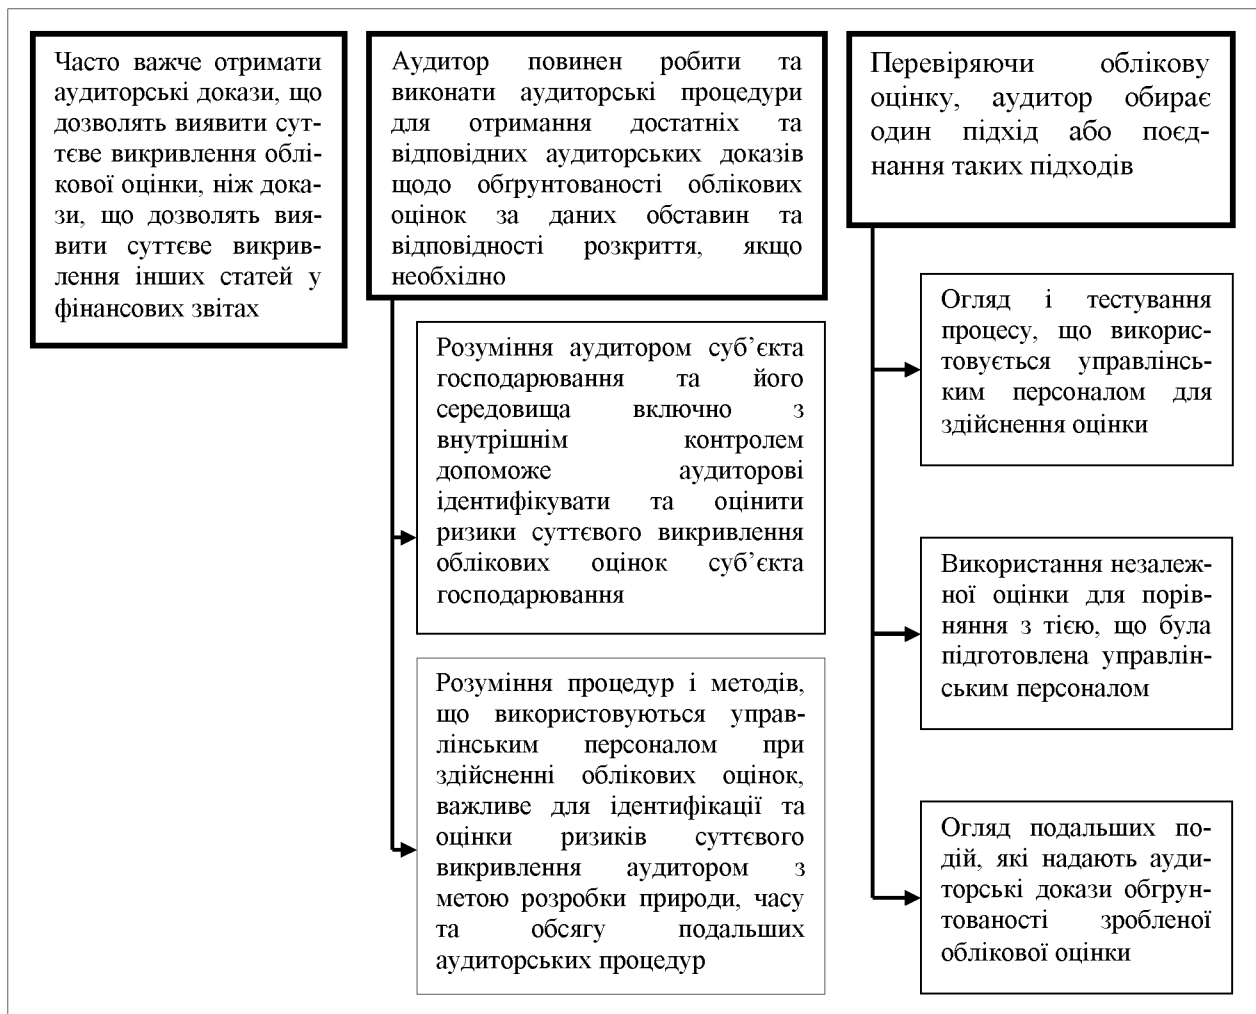 Часто важче отримати
аудиторські докази, що
дозволять виявити сут-
тєве викривлення облі-
кової оцінки, ніж дока-
зи, що дозволять вия-
вити суттєве викрив-
лення інших статей у
фінансових звітах
Аудитор повинен робити та
виконати аудиторські процедури
для отримання достатніх та
відповідних аудиторських доказів
щодо обґрунтованості облікових
оцінок за даних обставин та
відповідності розкриття, якщо
необхідно
Розуміння аудитором суб’єкта
господарювання та його
середовища включно з
внутрішнім контролем
допоможе аудиторові
ідентифікувати та оцінити
ризики суттєвого викривлення
облікових оцінок суб’єкта
господарювання
Розуміння процедур і методів,
що використовуються управ-
лінським персоналом при
здійсненні облікових оцінок,
важливе для ідентифікації та
оцінки ризиків суттєвого
викривлення аудитором з
метою розробки природи, часу
та обсягу подальших
аудиторських процедур
Перевіряючи облікову
оцінку, аудитор обирає
один підхід або поєд-
нання таких підходів
Огляд і тестування
процесу, що викорис-
товується управлінсь-
ким персоналом для
здійснення оцінки
Використання незалеж-
ної оцінки для порів-
няння з тією, що була
підготовлена управлін-
ським персоналом
Огляд подальших по-
дій, які надають ауди-
торські докази обгрун-
тованості зробленої
облікової оцінки